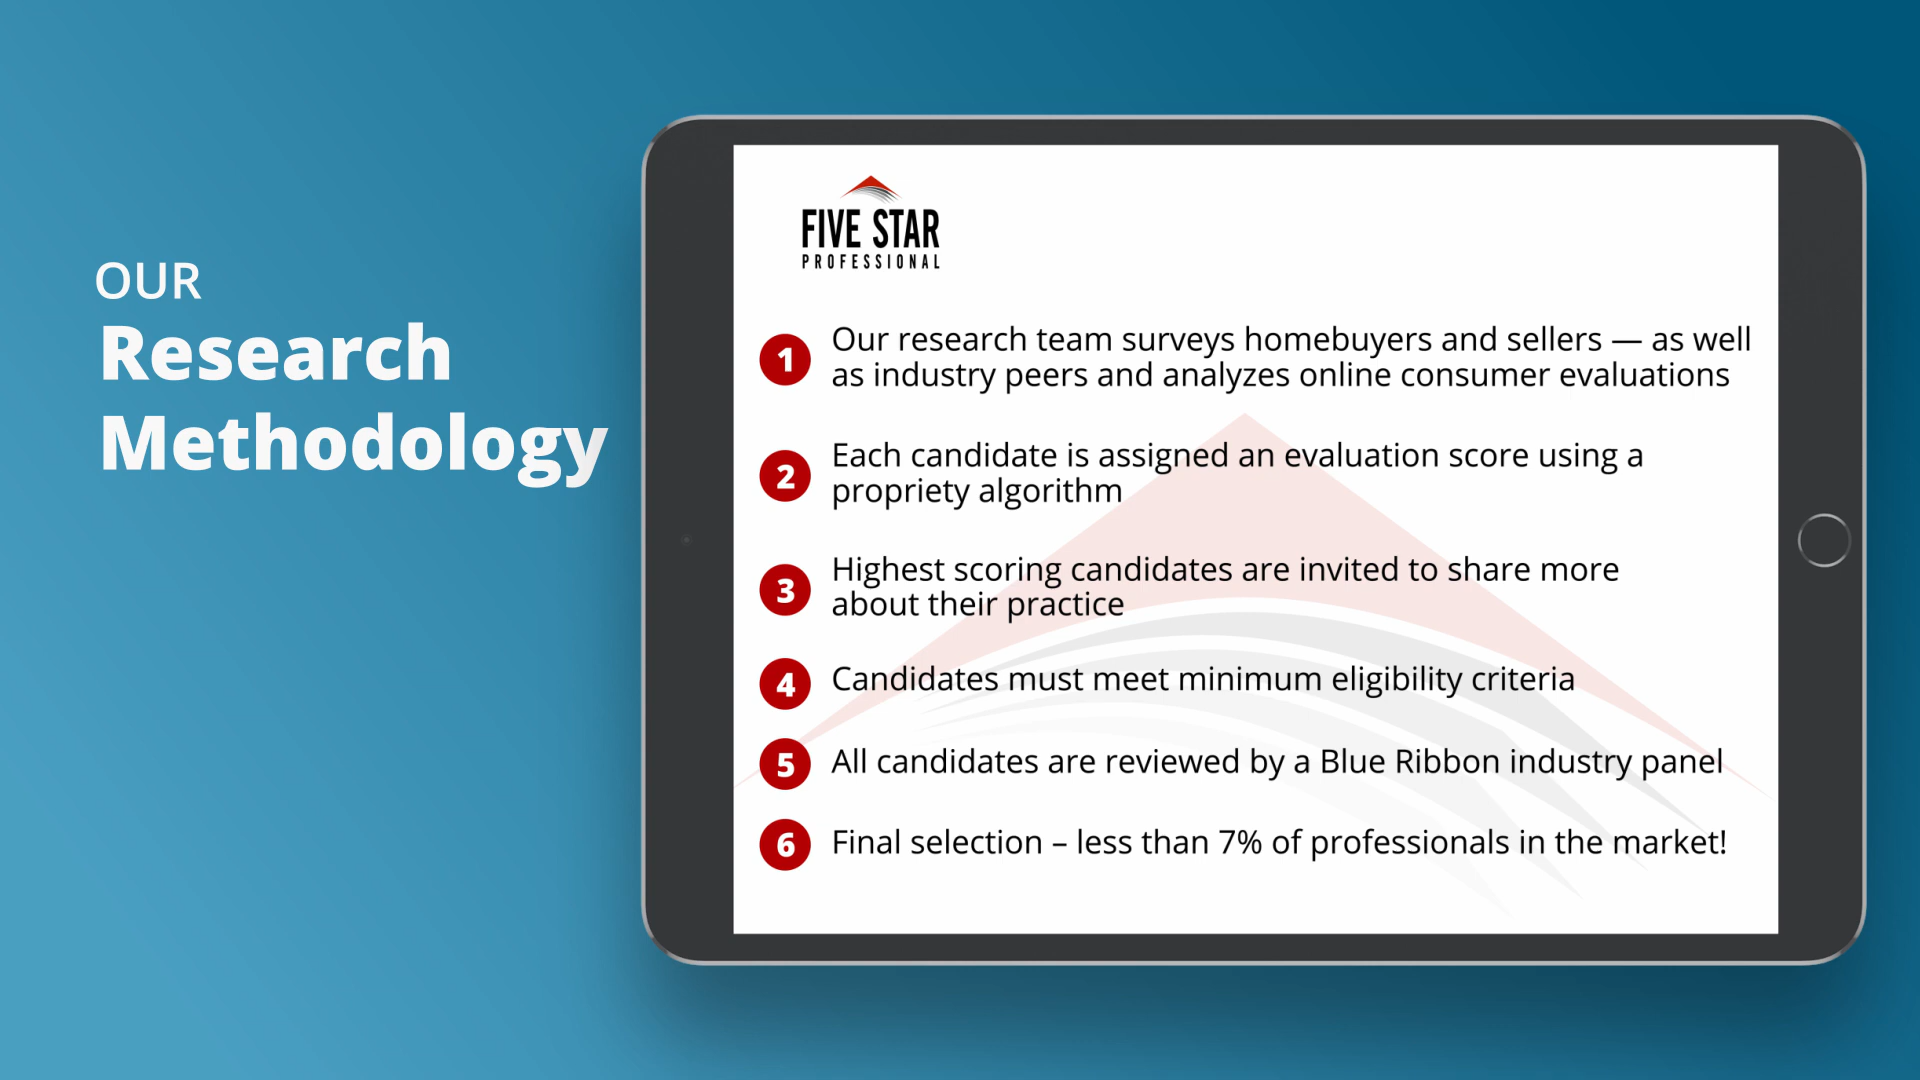 OUR
Research
Methodology
FIVE STAR
PROFESSIONAL
1 Our research team surveys homebuyers and sellers — as well
as industry peers and analyzes online consumer evaluations
2 Each candidate is assigned an evaluation score using a
propriety algorithm
3 Highest scoring candidates are invited to share more
about their practice
4 Candidates must meet minimum eligibility criteria
5 All candidates are reviewed by a Blue Ribbon industry panel
6 Final selection – less than 7% of professionals in the market!